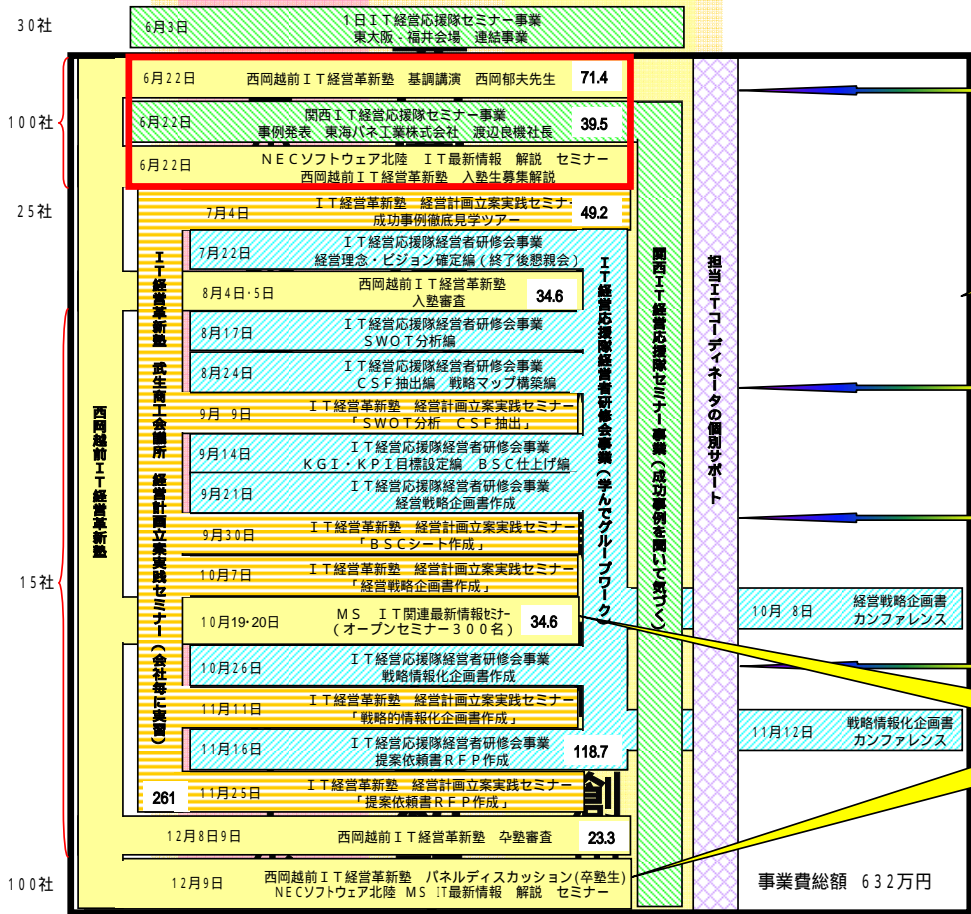 30社
6月3日
1日IT経営応援隊セミナー事業
東大阪-福井会場 連結事業
100社
6月22日
西岡越前IT経営革新塾 基調講演 西岡郁夫先生
71.4
6月22日
関西IT経営応援隊セミナー事業
事例発表 東海バネ工業株式会社 渡辺良機社長
39.5
6月22日
NECソフトウェア北陸 IT最新情報 解説 セミナー
西岡越前IT経営革新塾 入塾生募集解説
25社
7月4日
IT経営革新塾 経営計画立案実践セミナー
成功事例徹底見学ツアー
49.2
7月22日
IT経営応援隊経営者研修会事業
経営理念・ビジョン確定編(終了後懇親会)
8月4日・5日
西岡越前IT経営革新塾
入塾審査
34.6
8月17日
IT経営応援隊経営者研修会事業
SWOT分析編
8月24日
IT経営応援隊経営者研修会事業
CSF抽出編 戦略マップ構築編
9月 9日
IT経営革新塾 経営計画立案実践セミナー
「SWOT分析 CSF抽出」
9月14日
IT経営応援隊経営者研修会事業
KGI・KPI目標設定編 BSC仕上げ編
9月21日
IT経営応援隊経営者研修会事業
経営戦略企画書作成
9月30日
IT経営革新塾 経営計画立案実践セミナー
「BSCシート作成」
15社
10月7日
IT経営革新塾 経営計画立案実践セミナー
「経営戦略企画書作成」
10月19・20日
MS IT関連最新情報セミナー
(オープンセミナー300名)
34.6
10月26日
IT経営応援隊経営者研修会事業
戦略情報化企画書作成
11月11日
IT経営革新塾 経営計画立案実践セミナー
「戦略的情報化企画書作成」
11月16日
IT経営応援隊経営者研修会事業
提案依頼書RFP作成
118.7
261
11月25日
IT経営革新塾 経営計画立案実践セミナー
「提案依頼書RFP作成」
創
12月8日9日
西岡越前IT経営革新塾 卒塾審査
23.3
100社
12月9日
西岡越前IT経営革新塾 パネルディスカッション(卒塾生)
NECソフトウェア北陸 MS IT最新情報 解説 セミナー
西岡越前IT経営革新塾
IT経営革新塾 武生商工会議所 経営計画立案実践セミナー(会社毎に実習)
IT経営応援隊経営者研修会事業(学んでグループワーク)
関西IT経営応援隊セミナー事業(成功事例を聞いて気づく)
担当ITコーディネータの個別サポート
10月 8日
経営戦略企画書
カンファレンス
11月12日
戦略情報化企画書
カンファレンス
事業費総額 632万円